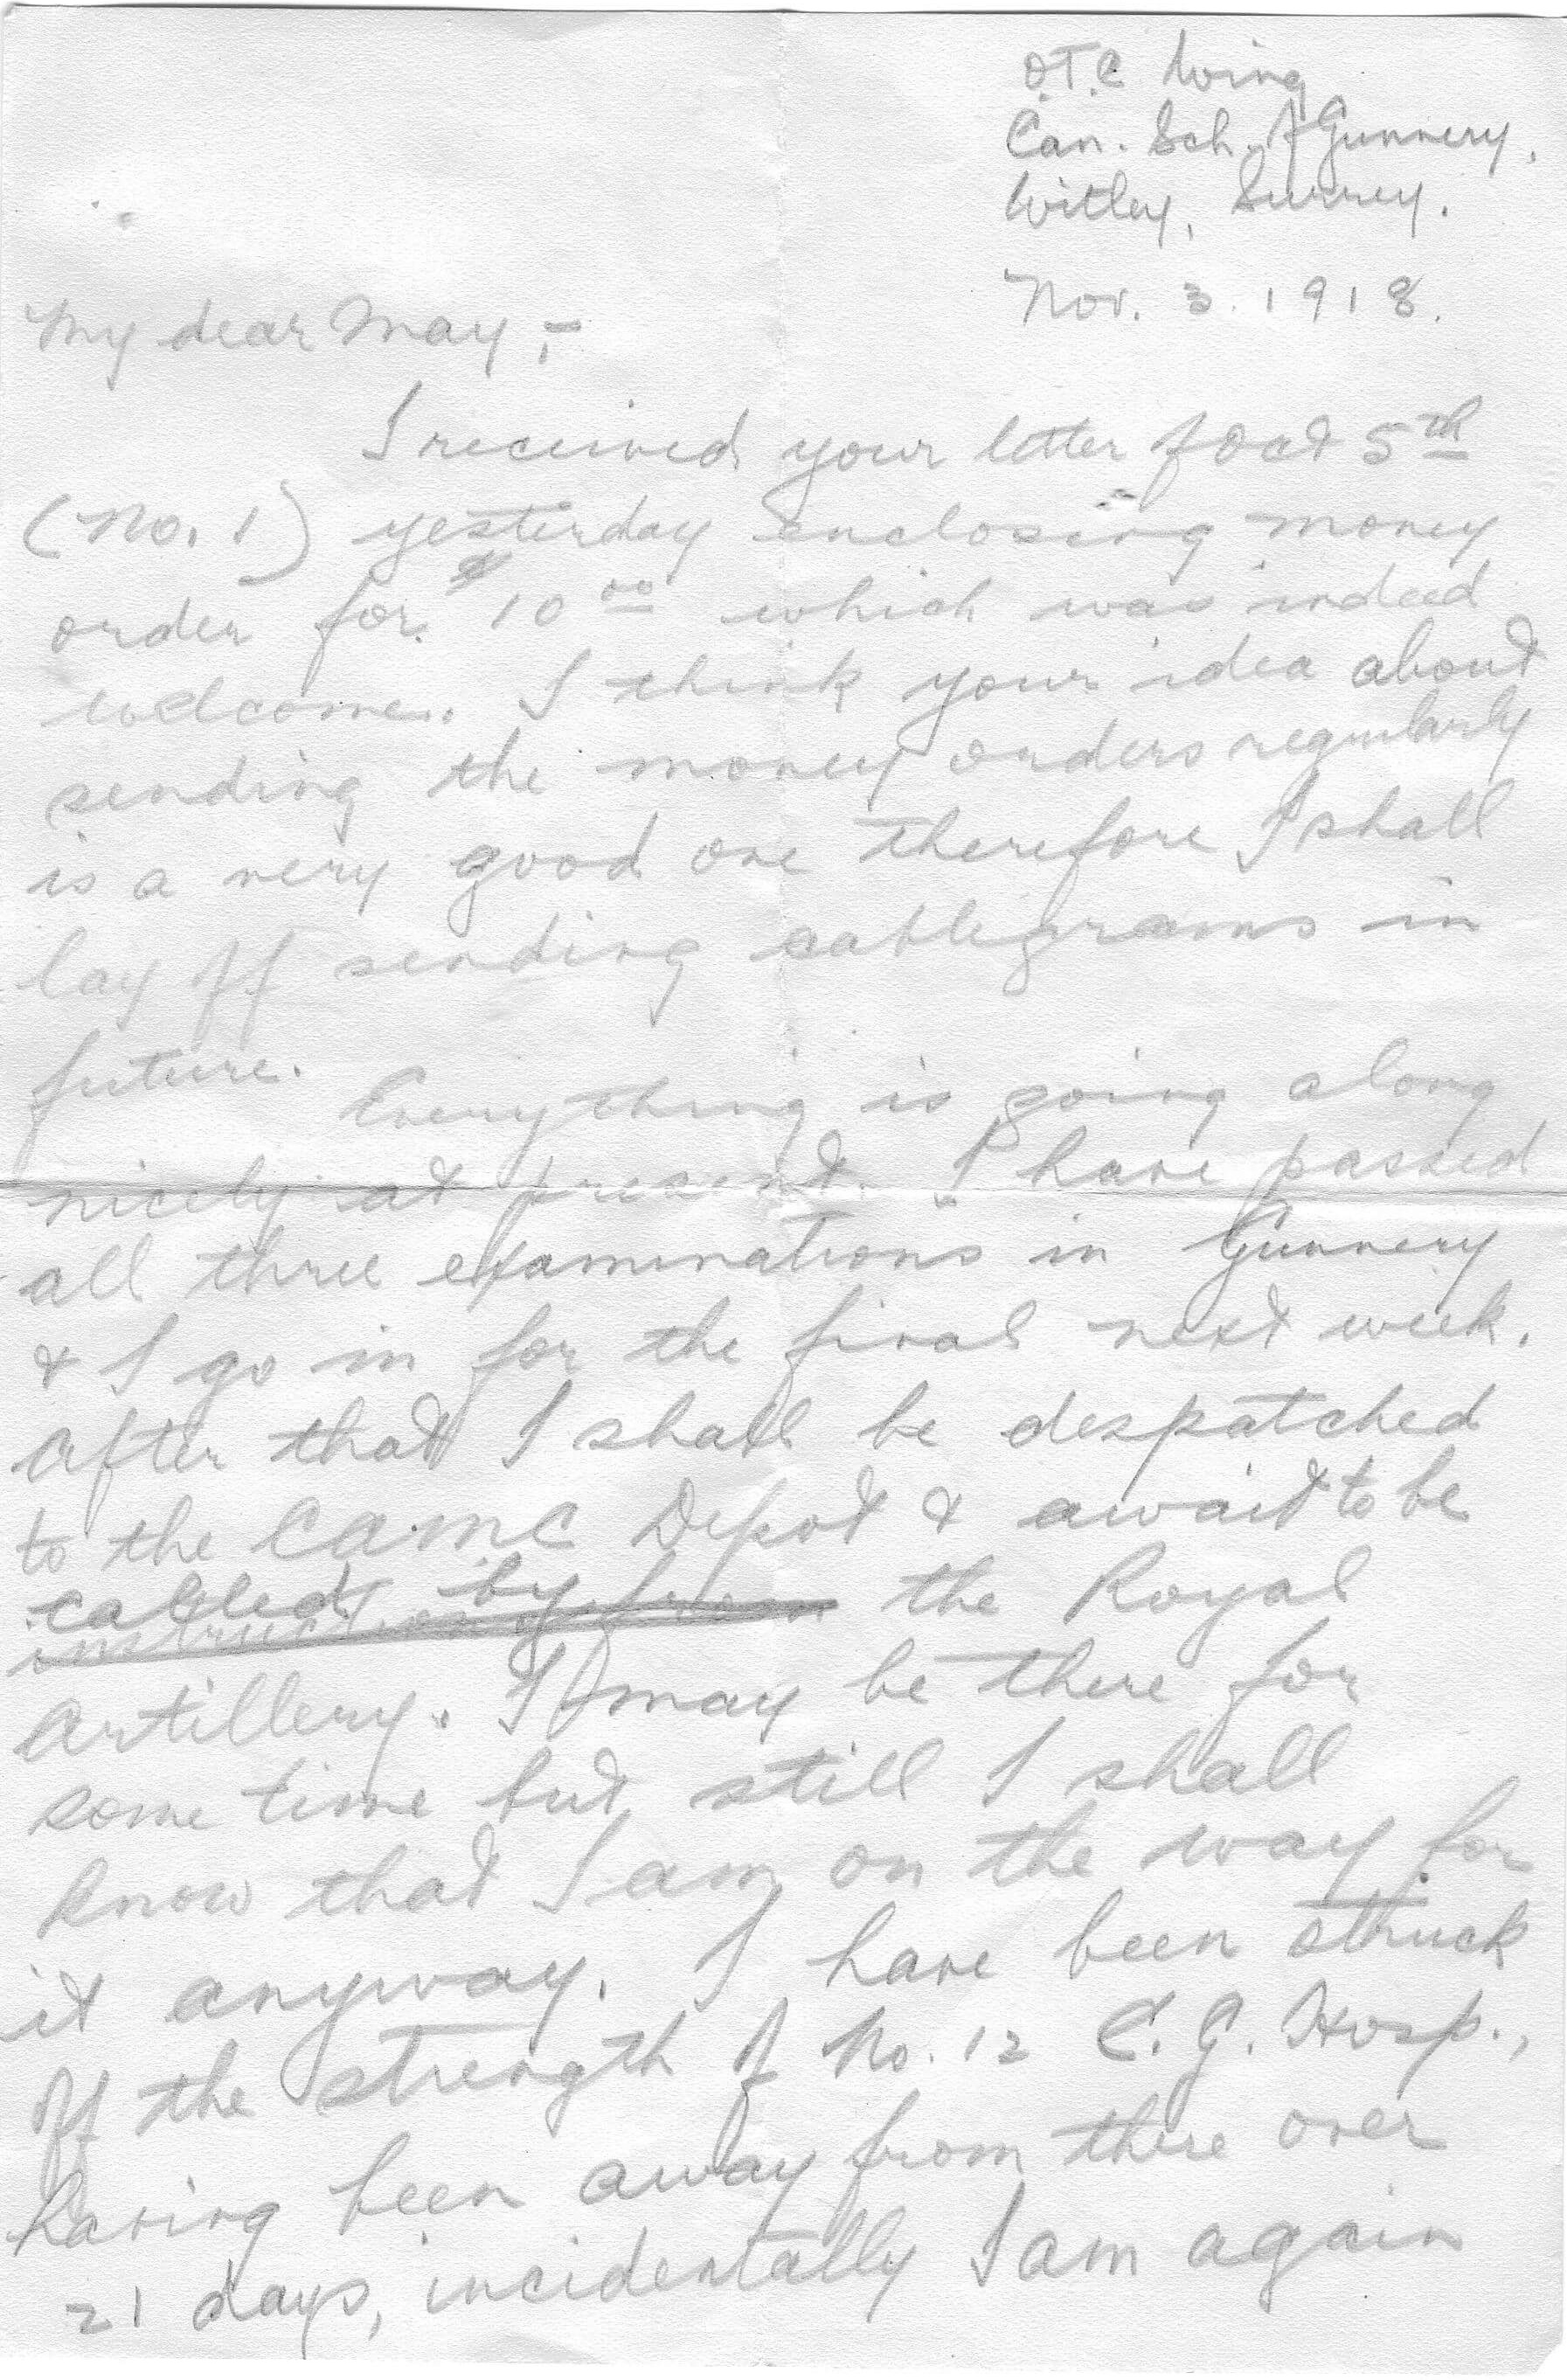 O.T.C. Wing
Can. Sch. of Gunnery,
Witley, Surrey.
Nov. 3. 1918.
My dear May,-
I received your letter of Oct 5th
(No. 1) yesterday enclosing money
order for $10 00 which was indeed
welcome. I think your idea about
sending the money orders regularly
is a very good one therefore I shall
lay off sending cablegrams in
future.
Everything is going along
nicely at present. I have passed
all three examinations in Gunnery
& I go in for the final next week.
After that I shall be despatched
to the CAMC Depot & await to be
called by
instructions from the Royal
Artillery. I may be there for
some time but still I shall
know that I am on the way for
it anyway. I have been struck
off the strength of No. 12 C.G. Hosp.,
having been away from there over
21 days, incidentally I am again